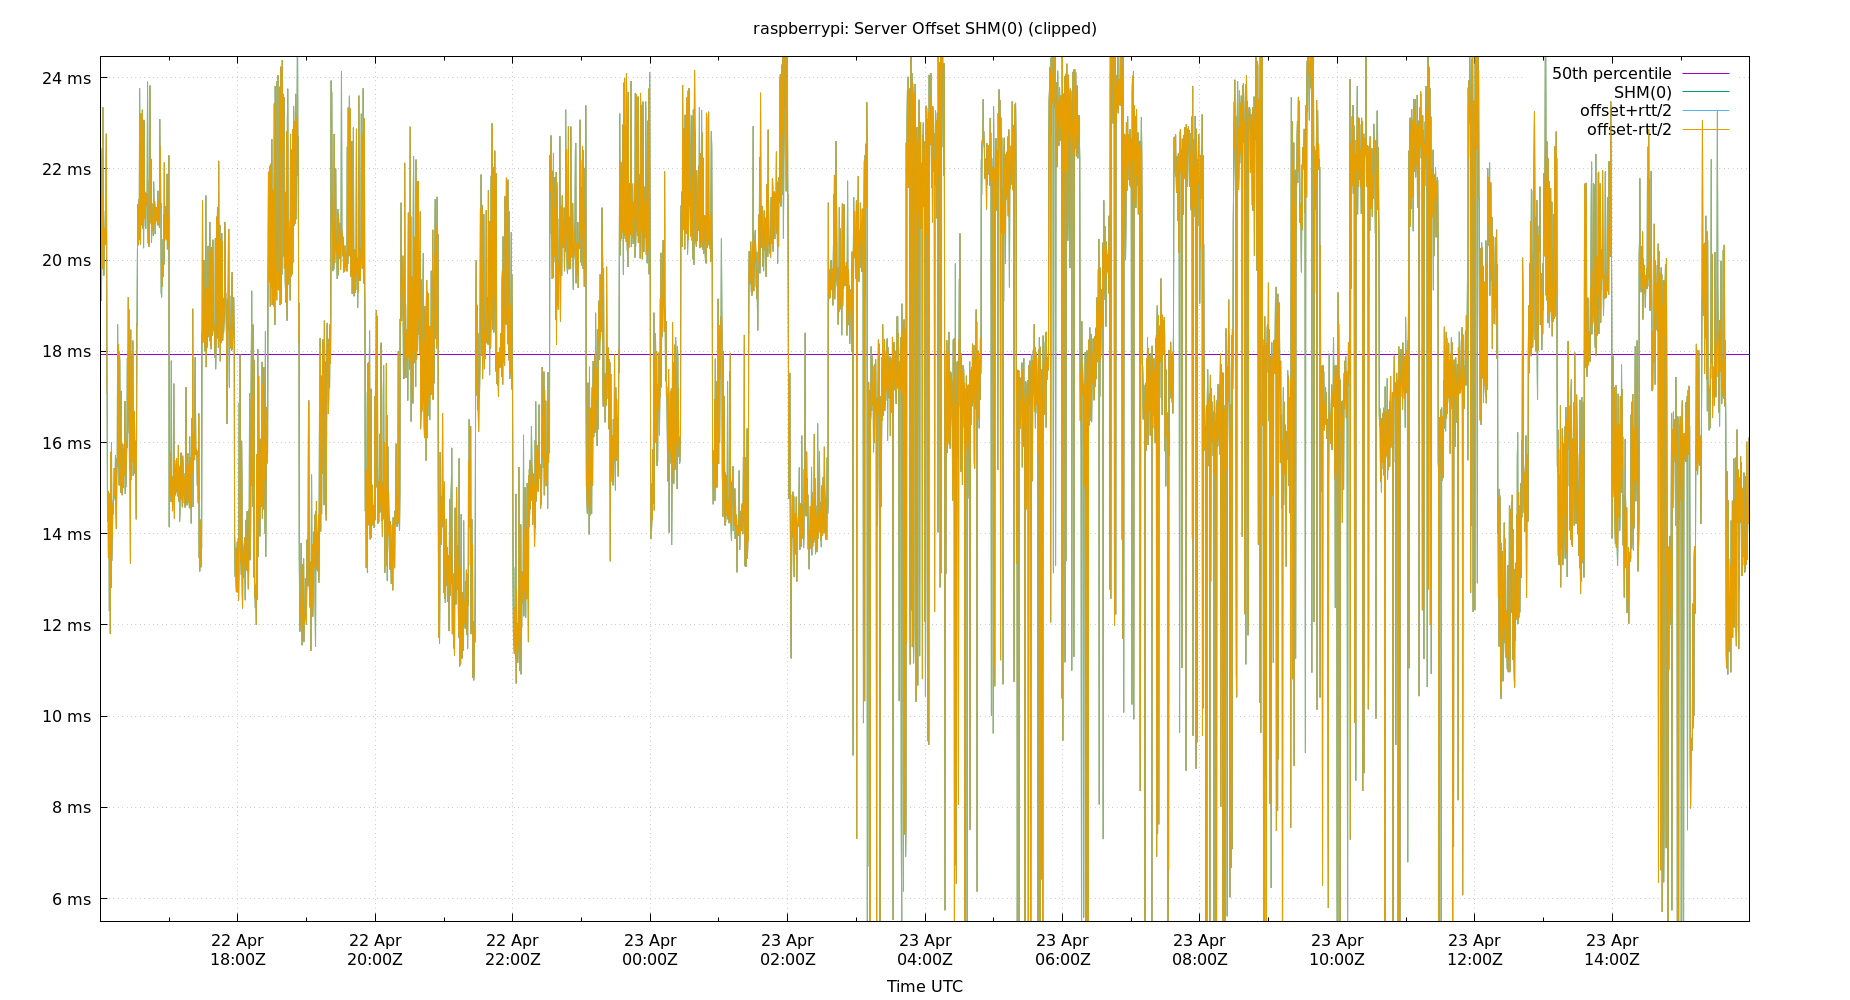 raspberrypi: Server Offset SHM(0) (clipped)
50th percentile
SHM(0)
offset+rtt/2
offset-rtt/2
24 ms
22 ms
20 ms
18 ms
16 ms
14 ms
12 ms
10 ms
8 ms
6 ms
22 Apr 22 Apr 22 Apr 23 Apr 23 Apr 23 Apr 23 Apr 23 Apr 23 Apr 23 Apr 23 Apr
18:00Z 20:00Z 22:00Z 00:00Z 02:00Z 04:00Z 06:00Z 08:00Z 10:00Z 12:00Z 14:00Z
Time UTC